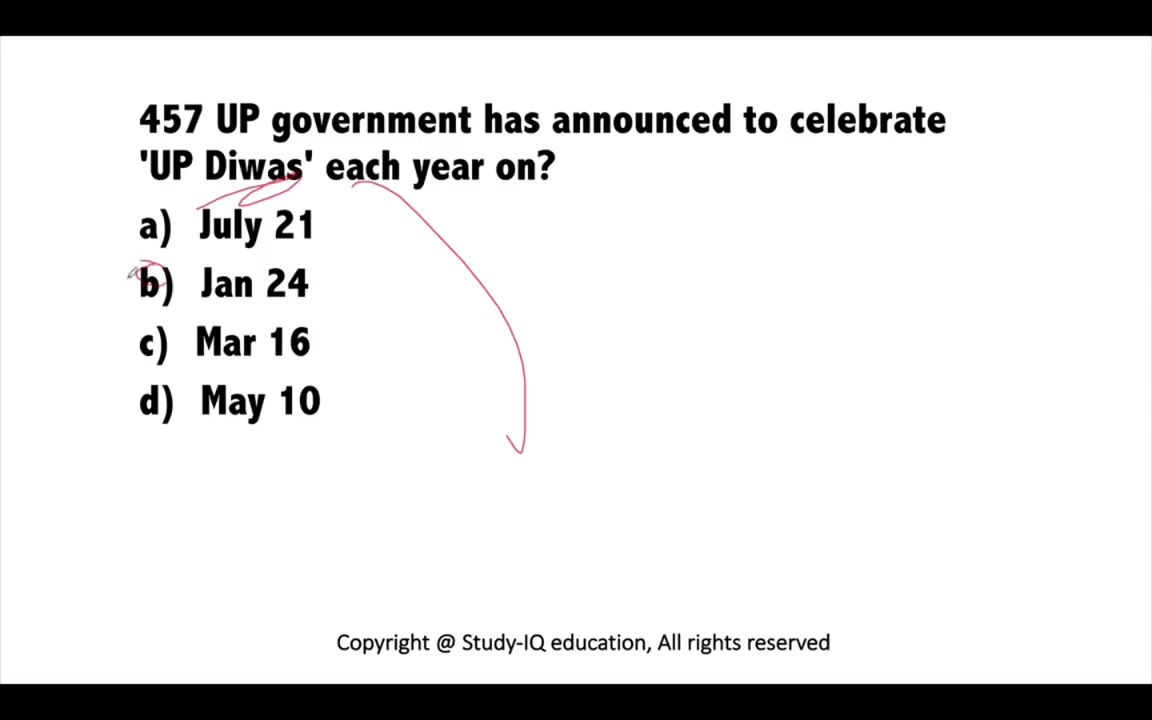 457 UP government has announced to celebrate
'UP Diwas' each year on?
a) July 21
b) Jan 24
c) Mar 16
d) May 10
Copyright @ Study-IQ education, All rights reserved